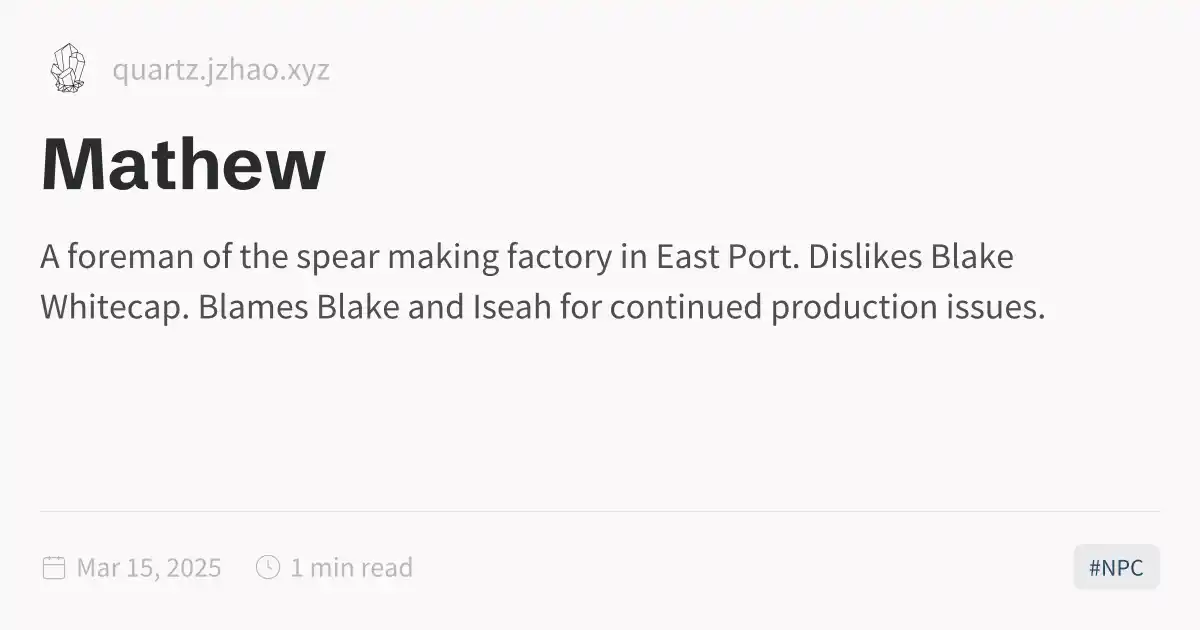 quartz.jzhao.xyz
Mathew
A foreman of the spear making factory in East Port. Dislikes Blake
Whitecap. Blames Blake and Iseah for continued production issues.
Mar 15, 2025
1 min read
#NPC